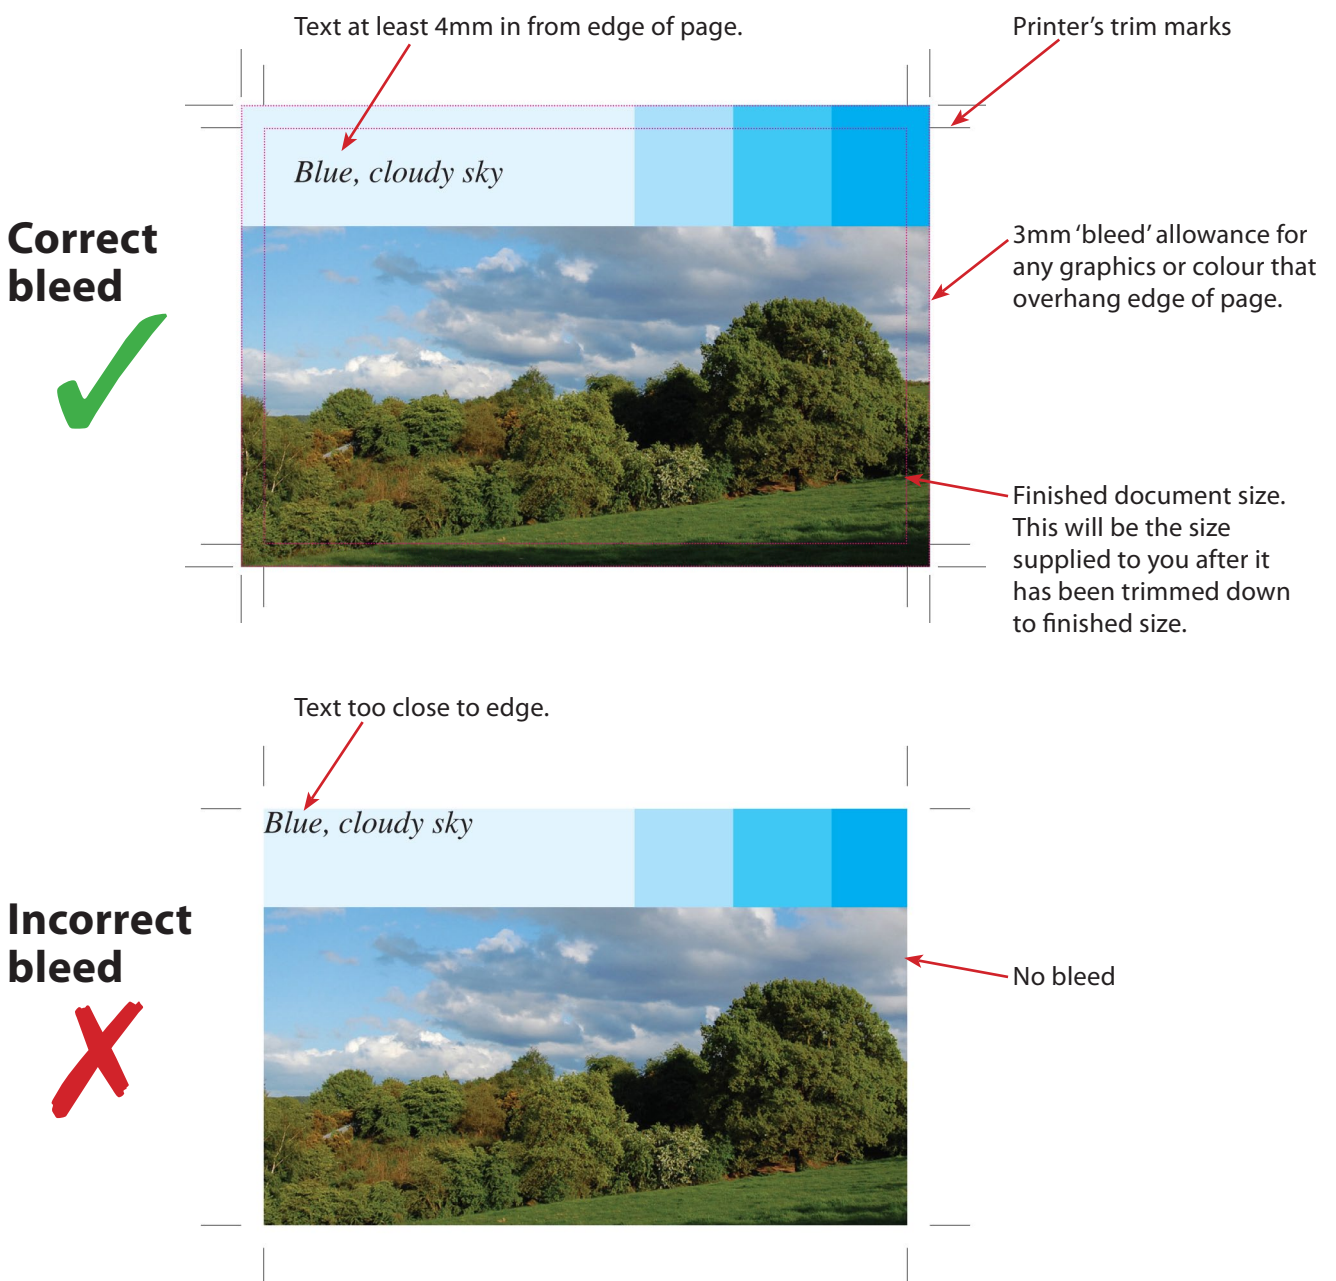 Text at least 4mm in from edge of page.
Printer’s trim marks
Blue, cloudy sky
Correct
bleed
3mm ‘bleed’ allowance for
any graphics or colour that
overhang edge of page.
Finished document size.
This will be the size
supplied to you after it
has been trimmed down
to finished size.
Text too close to edge.
Blue, cloudy sky
Incorrect
bleed
No bleed